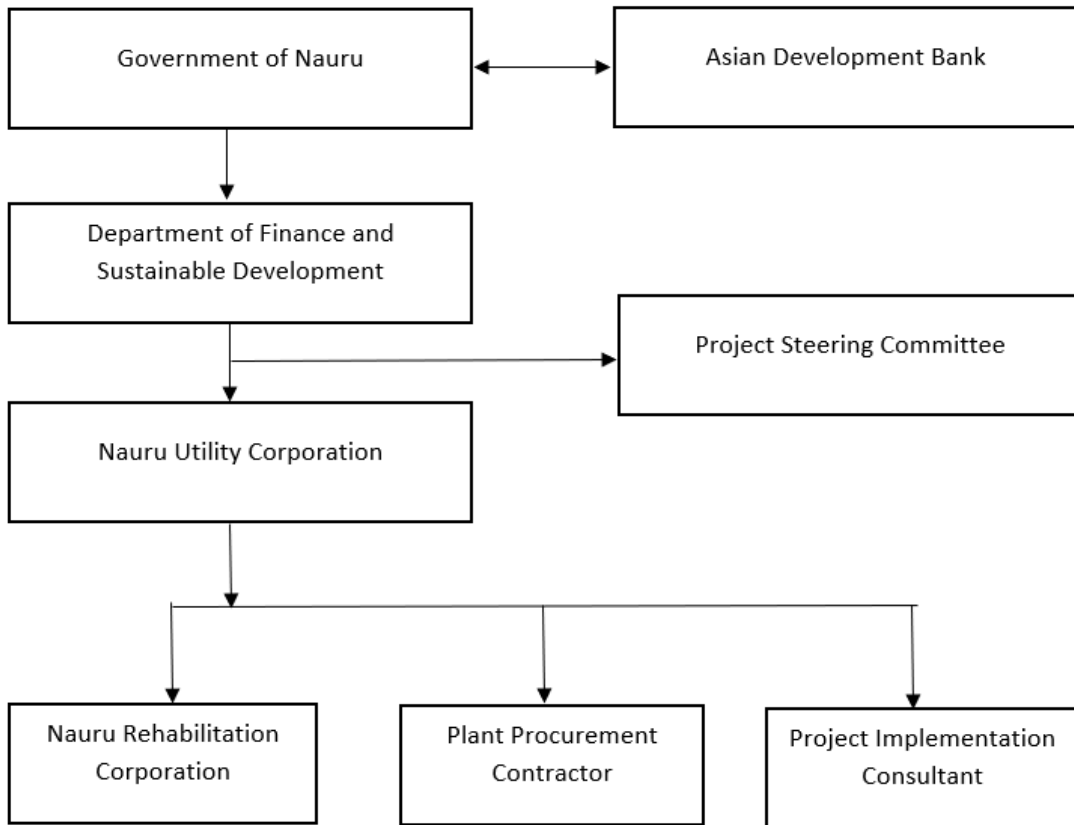 Government of Nauru
Asian Development Bank
Department of Finance and
Sustainable Development
Project Steering Committee
Nauru Utility Corporation
Nauru Rehabilitation
Corporation
Plant Procurement
Contractor
Project Implementation
Consultant